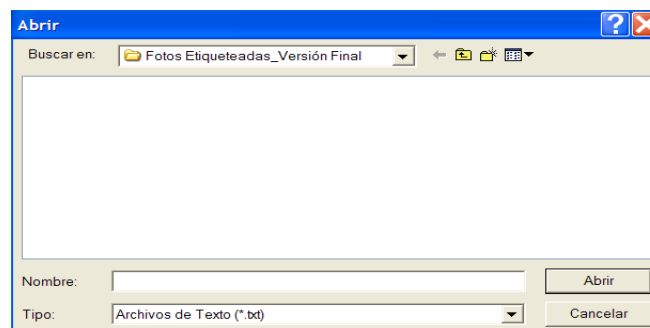 Abrir
Buscar en: Fotos Etiqueteadas_Versión Final
Nombre: Abrir
Tipo: Archivos de Texto (*.txt) Cancelar